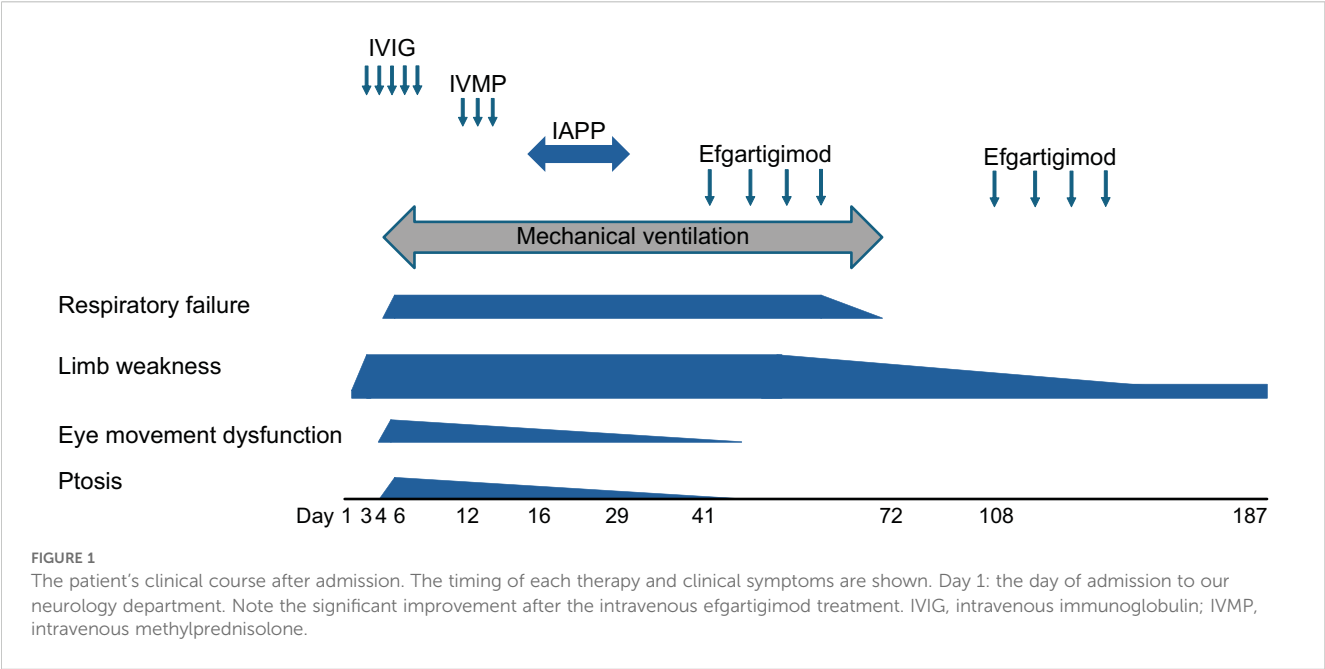 IVIG
IVMP
IAPP
Efgartigimod
Efgartigimod
Mechanical ventilation
Respiratory failure
Limb weakness
Eye movement dysfunction
Ptosis
Day 1 3 4 6 12 16 29 41 72 108 187
FIGURE 1
The patient's clinical course after admission. The timing of each therapy and clinical symptoms are shown. Day 1: the day of admission to our
neurology department. Note the significant improvement after the intravenous efgartigimod treatment. IVIG, intravenous immunoglobulin; IVMP,
intravenous methylprednisolone.